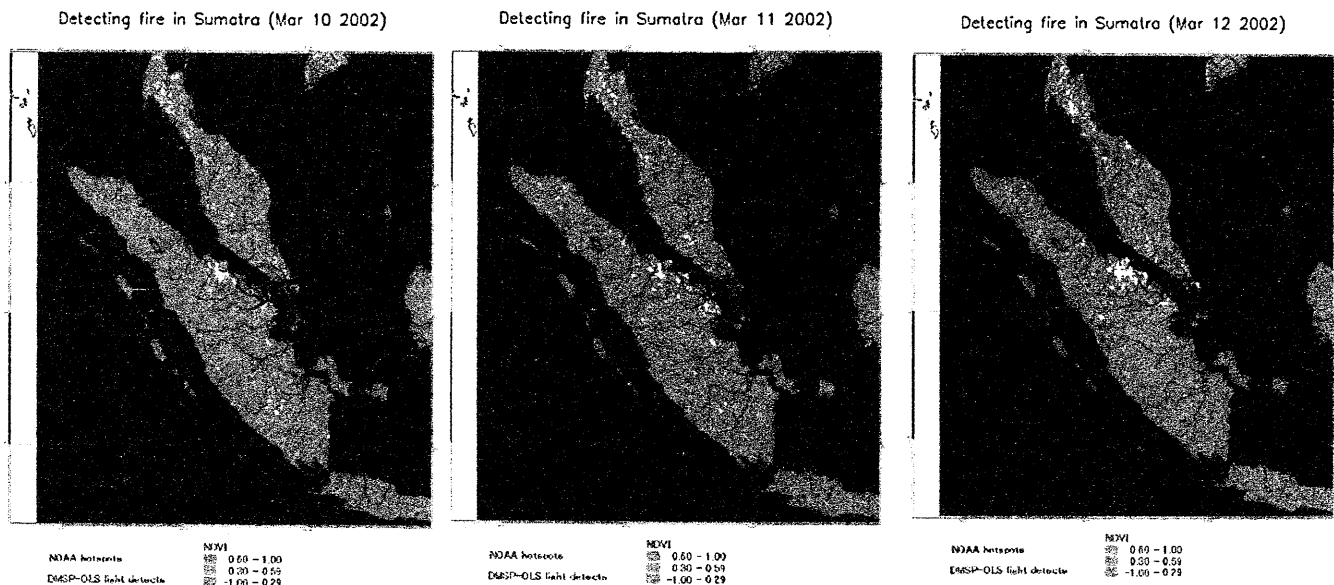 Detecting fire in Sumatra (Mar 10 2002)
Detecting fire in Sumatra (Mar 11 2002)
Detecting fire in Sumatra (Mar 12 2002)
NOAA hotspots
DMSP-OLS light detects
NDVI
0.60 - 1.00
0.30 - 0.59
-1.00 - 0.29
NOAA hotspots
DMSP-OLS light detects
NDVI
0.60 - 1.00
0.30 - 0.59
-1.00 - 0.29
NOAA hotspots
DMSP-OLS light detects
NDVI
0.60 - 1.00
0.30 - 0.59
-1.00 - 0.29